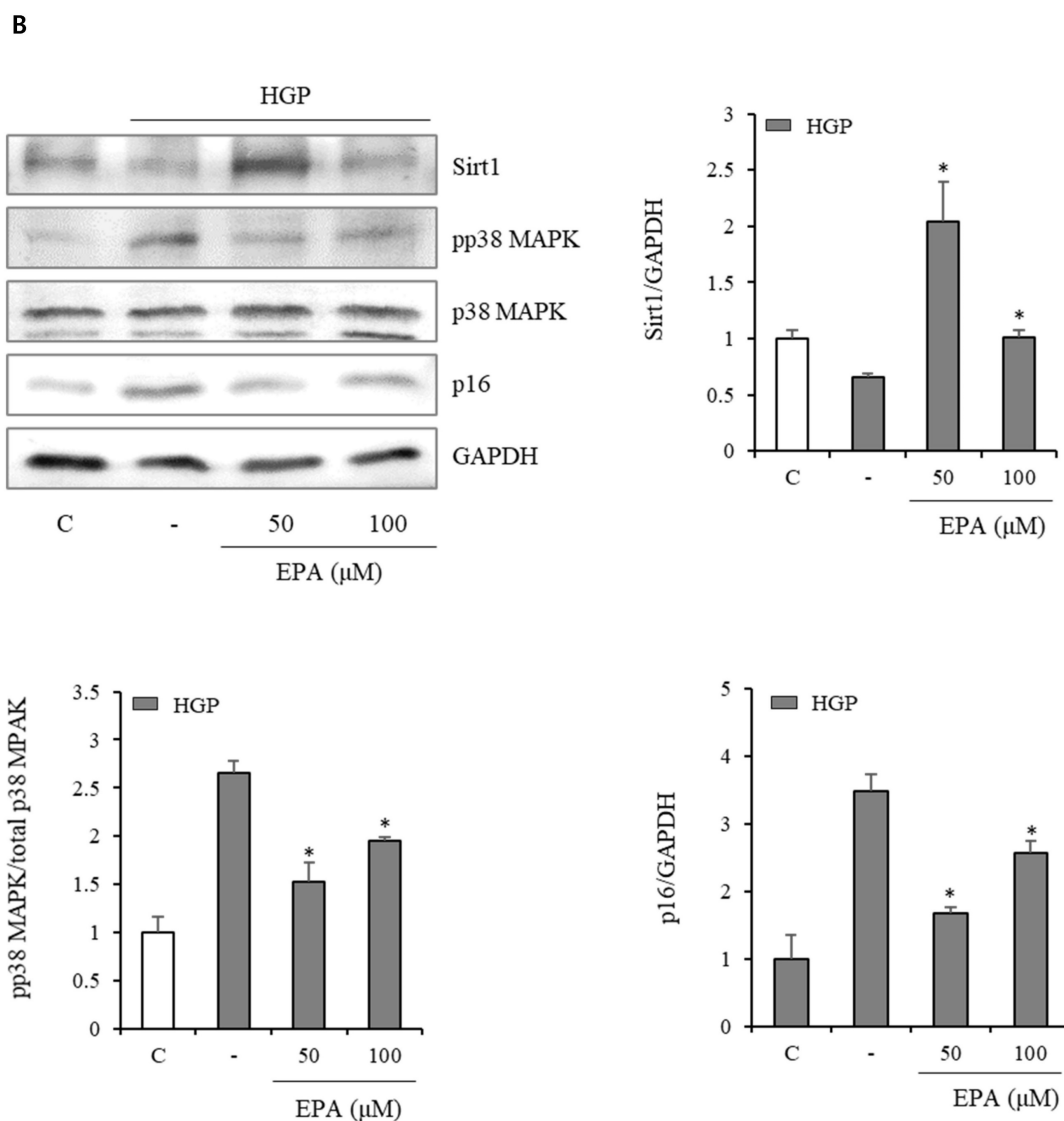 B
HGP
Sirt1
pp38 MAPK
p38 MAPK
p16
GAPDH
C - 50 100
EPA (μM)
HGP
Sirt1/GAPDH
3
2.5
2
1.5
1
0.5
0
* *
C - 50 100
EPA (μM)
HGP
pp38 MAPK/total p38 MPAK
3.5
3
2.5
2
1.5
1
0.5
0
* *
C - 50 100
EPA (μM)
HGP
p16/GAPDH
5
4
3
2
1
0
* *
C - 50 100
EPA (μM)